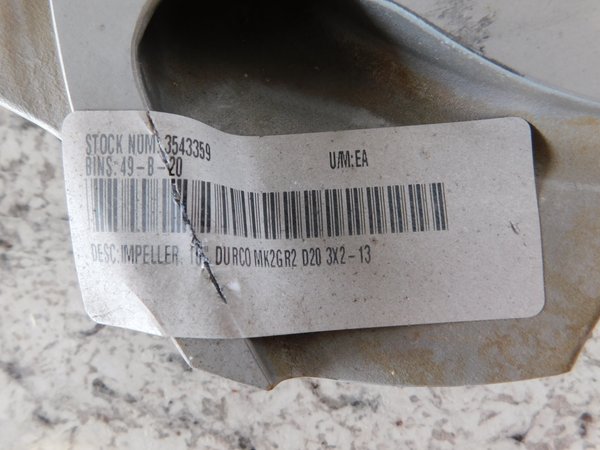 STOCK NUM: 3543359
U/M:EA
BINS: 49-B-20
DESC:IMPELLER, DURCO MK2GR2 D20 3X2-13